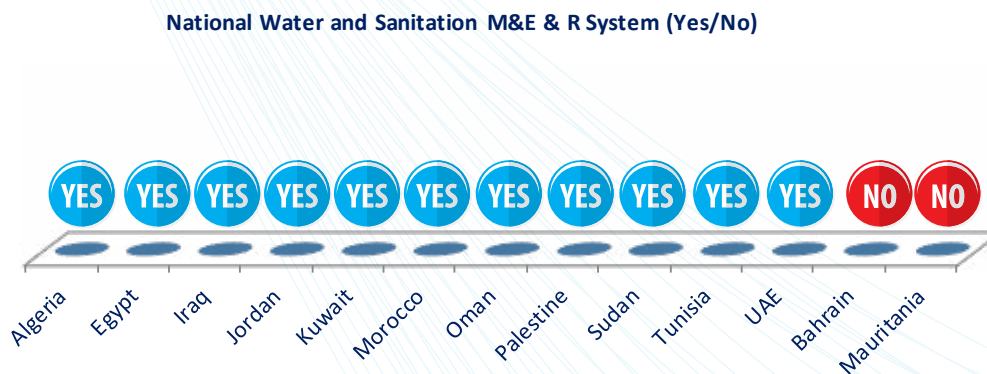 National Water and Sanitation M&E & R System (Yes/No)
YES YES YES YES YES YES YES YES YES YES YES NO NO
Algeria Egypt Iraq Jordan Kuwait Morocco Oman Palestine Sudan Tunisia UAE Bahrain Mauritania